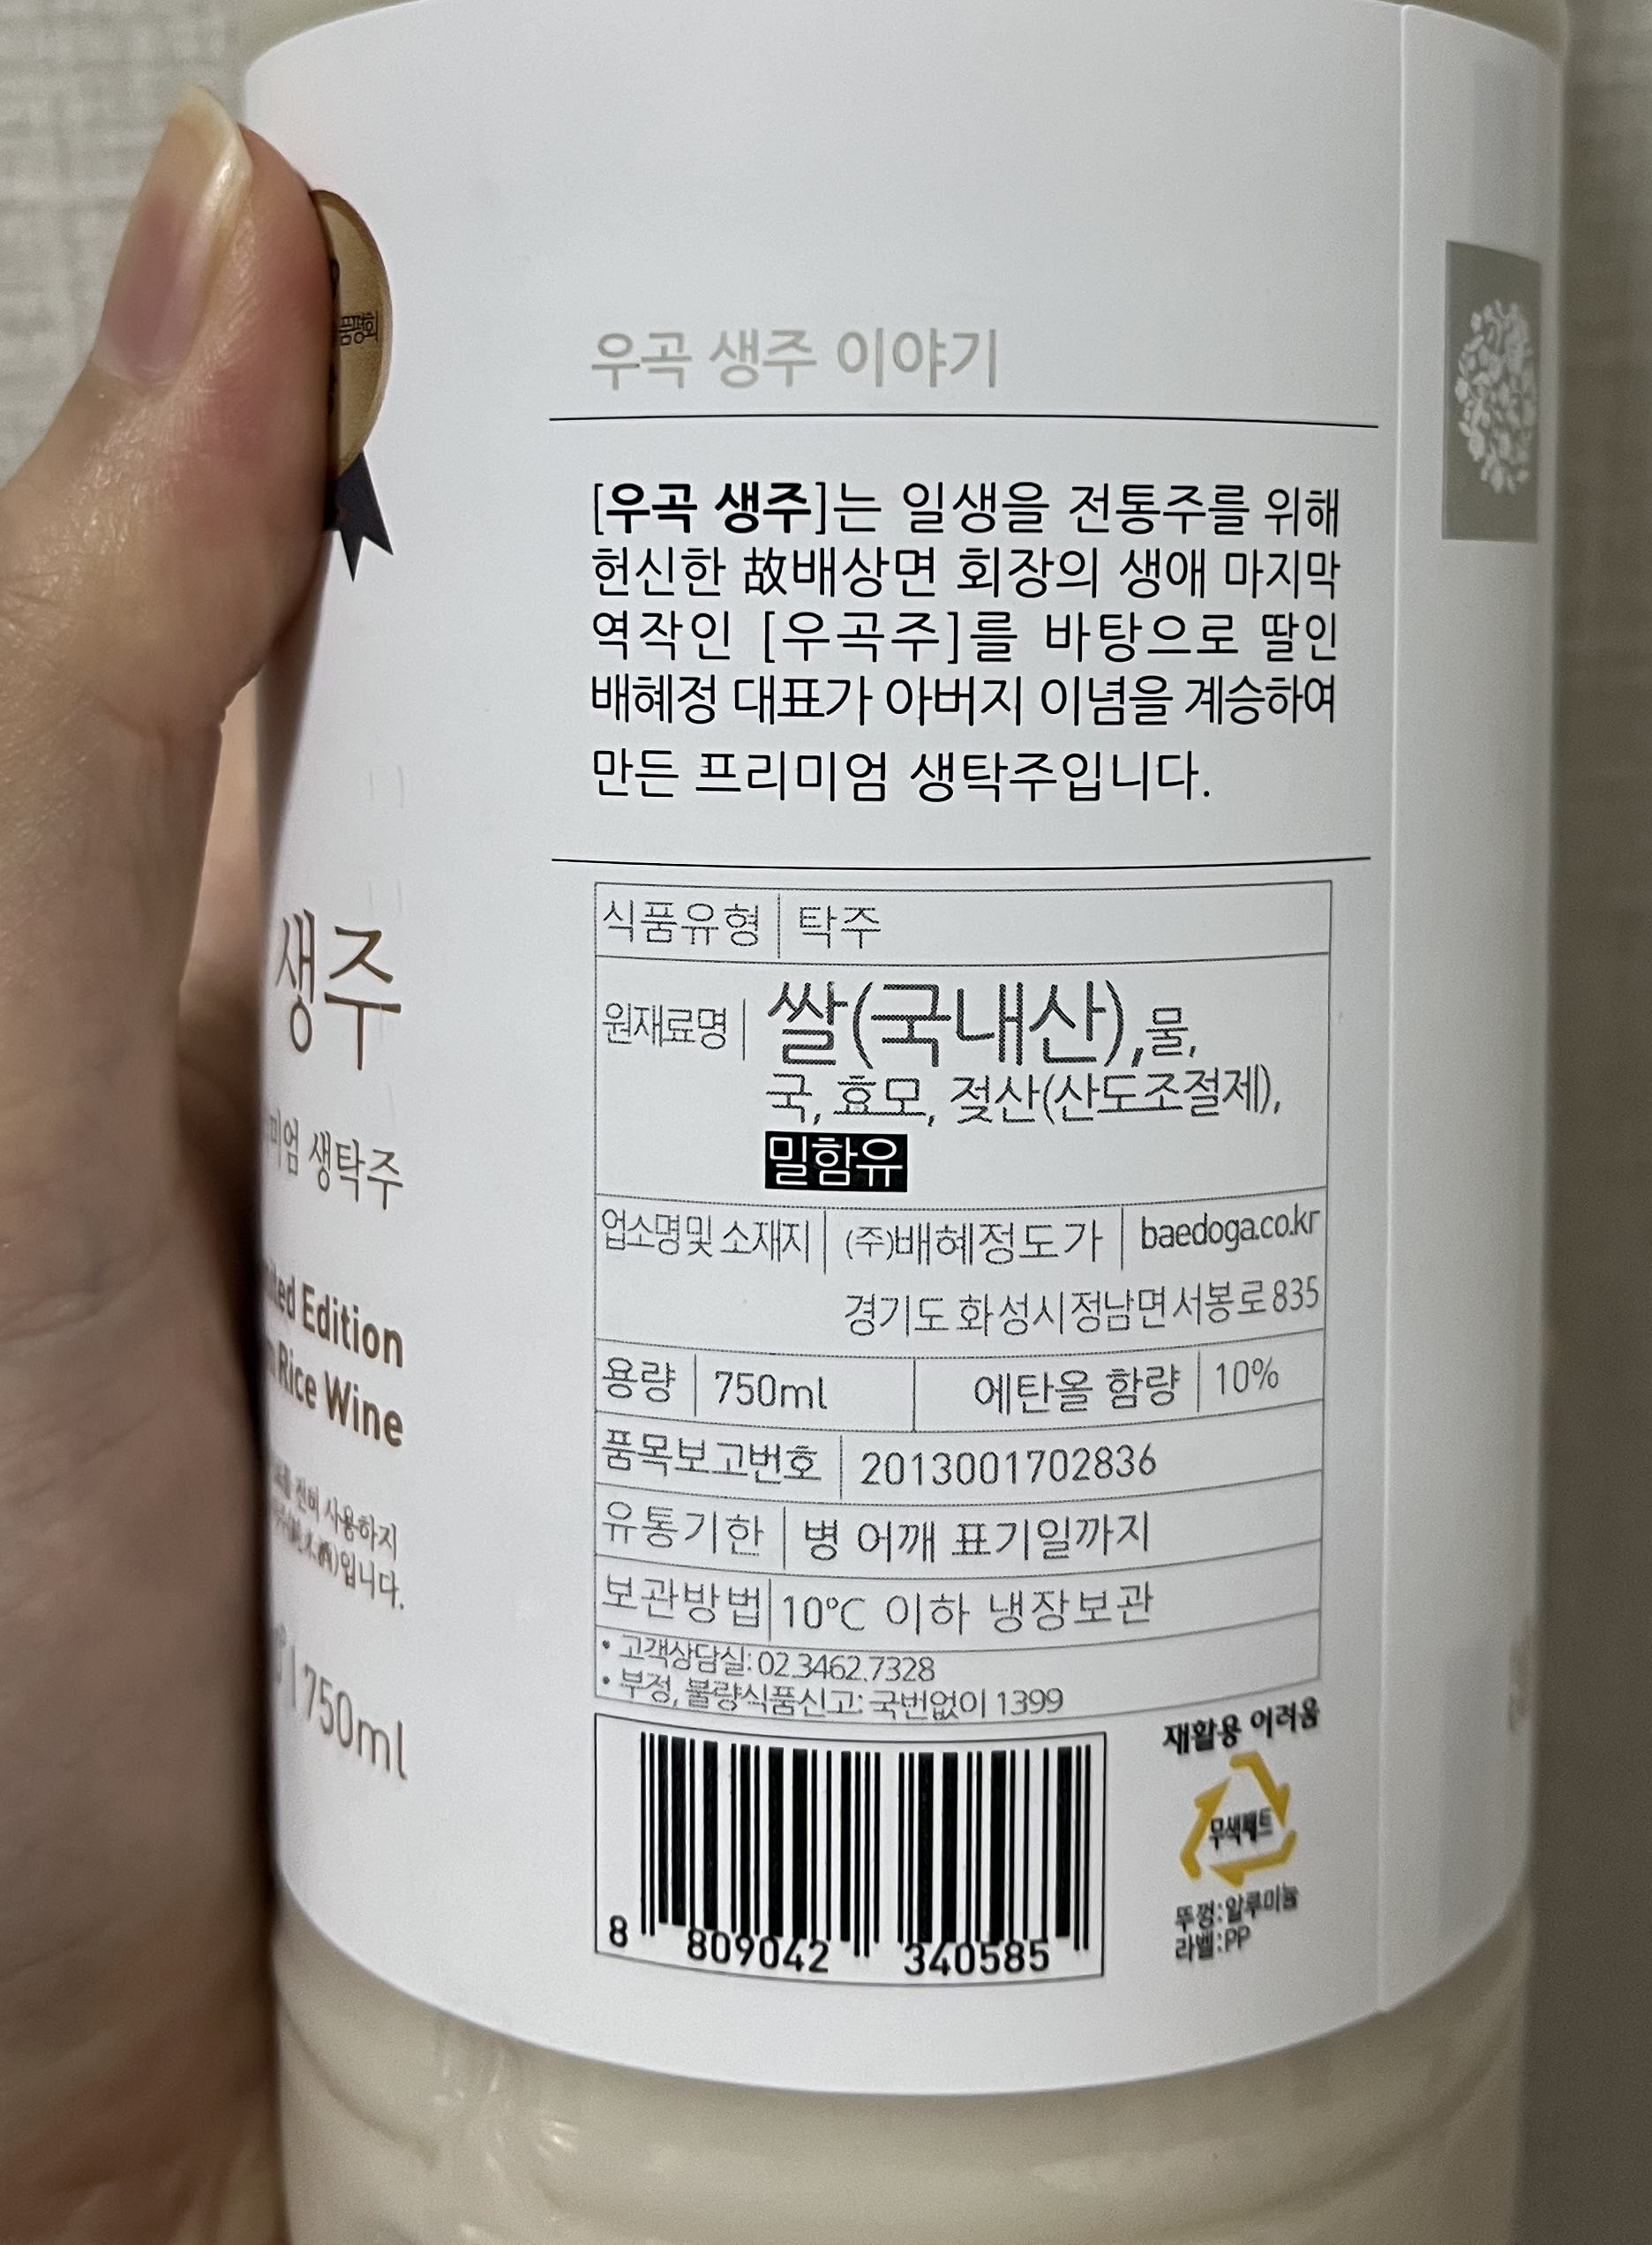 품평회
생주
미엄 생탁주
Edition
Rice Wine
사용하지
입니다.
750ml
우곡 생주 이야기
[우곡 생주]는 일생을 전통주를 위해
헌신한 故배상면 회장의 생애 마지막
역작인 [우곡주]를 바탕으로 딸인
배혜정 대표가 아버지 이념을 계승하여
만든 프리미엄 생탁주입니다.
식품유형 탁주
원재료명 쌀(국내산),물,
국, 효모, 젖산(산도조절제),
밀함유
업소명및 소재지 (주)배혜정도가 baedoga.co.kr
경기도 화성시 정남면 서봉로 835
용량 750ml 에탄올 함량 10%
품목보고번호 2013001702836
유통기한 병 어깨 표기일까지
보관방법 10℃ 이하 냉장보관
• 고객상담실: 02.3462.7328
• 부정, 불량식품신고: 국번없이 1399
8 809042 340585
재활용 어려움
무색페트
뚜껑:알루미늄
라벨:PP